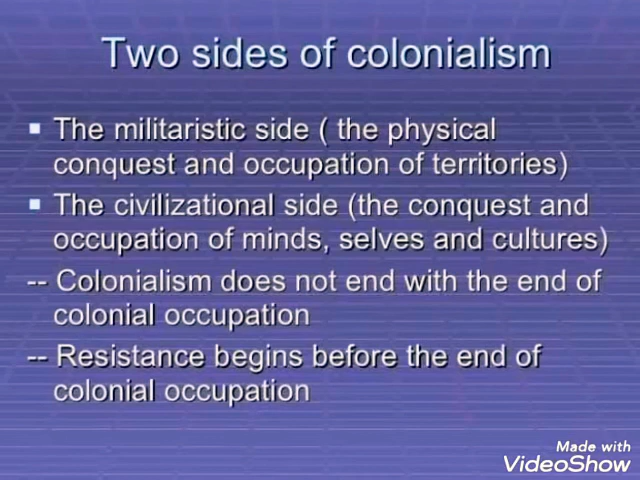 Two sides of colonialism
▪ The militaristic side ( the physical
conquest and occupation of territories)
▪ The civilizational side (the conquest and
occupation of minds, selves and cultures)
-- Colonialism does not end with the end of
colonial occupation
-- Resistance begins before the end of
colonial occupation
Made with
VideoShow